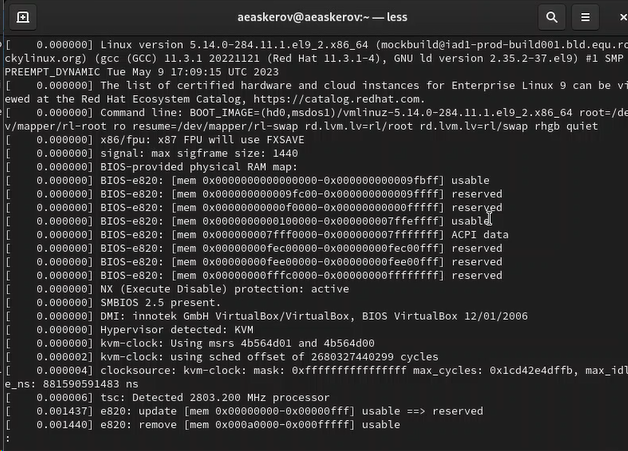 aeaskerov@aeaskerov:~ — less
[    0.000000] Linux version 5.14.0-284.11.1.el9_2.x86_64 (mockbuild@iad1-prod-build001.bld.equ.ro
ckylinux.org) (gcc (GCC) 11.3.1 20221121 (Red Hat 11.3.1-4), GNU ld version 2.35.2-37.el9) #1 SMP
PREEMPT_DYNAMIC Tue May 9 17:09:15 UTC 2023
[    0.000000] The list of certified hardware and cloud instances for Enterprise Linux 9 can be vi
ewed at the Red Hat Ecosystem Catalog, https://catalog.redhat.com.
[    0.000000] Command line: BOOT_IMAGE=(hd0,msdos1)/vmlinuz-5.14.0-284.11.1.el9_2.x86_64 root=/de
v/mapper/rl-root ro resume=/dev/mapper/rl-swap rd.lvm.lv=rl/root rd.lvm.lv=rl/swap rhgb quiet
[    0.000000] x86/fpu: x87 FPU will use FXSAVE
[    0.000000] signal: max sigframe size: 1440
[    0.000000] BIOS-provided physical RAM map:
[    0.000000] BIOS-e820: [mem 0x0000000000000000-0x000000000009fbff] usable
[    0.000000] BIOS-e820: [mem 0x000000000009fc00-0x000000000009ffff] reserved
[    0.000000] BIOS-e820: [mem 0x00000000000f0000-0x00000000000fffff] reserved
[    0.000000] BIOS-e820: [mem 0x0000000000100000-0x000000007ffeffff] usable
[    0.000000] BIOS-e820: [mem 0x000000007fff0000-0x000000007fffffff] ACPI data
[    0.000000] BIOS-e820: [mem 0x00000000fec00000-0x00000000fec00fff] reserved
[    0.000000] BIOS-e820: [mem 0x00000000fee00000-0x00000000fee00fff] reserved
[    0.000000] BIOS-e820: [mem 0x00000000fffc0000-0x00000000ffffffff] reserved
[    0.000000] NX (Execute Disable) protection: active
[    0.000000] SMBIOS 2.5 present.
[    0.000000] DMI: innotek GmbH VirtualBox/VirtualBox, BIOS VirtualBox 12/01/2006
[    0.000000] Hypervisor detected: KVM
[    0.000000] kvm-clock: Using msrs 4b564d01 and 4b564d00
[    0.000002] kvm-clock: using sched offset of 2680327440299 cycles
[    0.000004] clocksource: kvm-clock: mask: 0xffffffffffffffff max_cycles: 0x1cd42e4dffb, max_idl
e_ns: 881590591483 ns
[    0.000006] tsc: Detected 2803.200 MHz processor
[    0.001437] e820: update [mem 0x00000000-0x00000fff] usable ==> reserved
[    0.001440] e820: remove [mem 0x000a0000-0x000fffff] usable
: